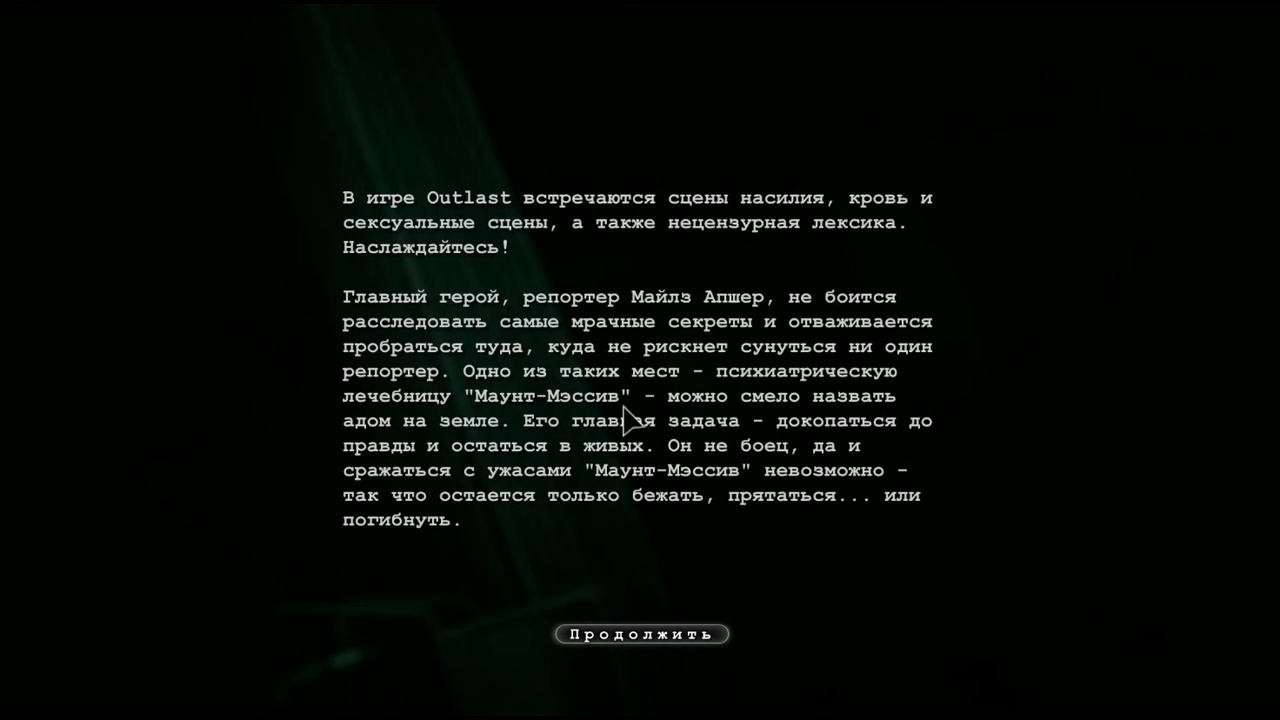 В игре Outlast встречаются сцены насилия, кровь и
сексуальные сцены, а также нецензурная лексика.
Наслаждайтесь!
Главный герой, репортер Майлз Апшер, не боится
расследовать самые мрачные секреты и отваживается
пробраться туда, куда не рискнет сунуться ни один
репортер. Одно из таких мест - психиатрическую
лечебницу "Маунт-Мэссив" - можно смело назвать
адом на земле. Его главная задача - докопаться до
правды и остаться в живых. Он не боец, да и
сражаться с ужасами "Маунт-Мэссив" невозможно -
так что остается только бежать, прятаться... или
погибнуть.
Продолжить